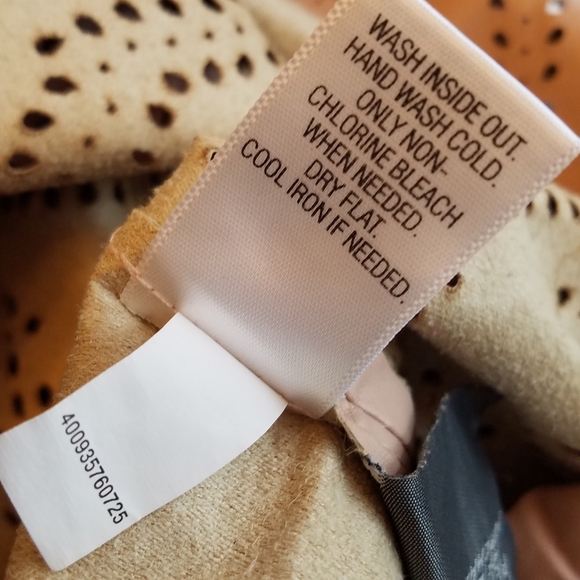 WASH INSIDE OUT.
HAND WASH COLD.
ONLY NON-
CHLORINE BLEACH
WHEN NEEDED.
DRY FLAT.
COOL IRON IF NEEDED.
400935760725